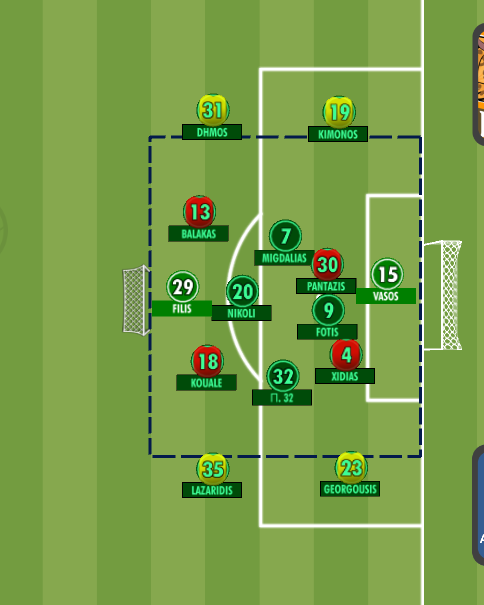 31
DHMOS
19
KIMONOS
13
BALAKAS
7
MIGDALIAS
30
PANTAZIS
15
VASOS
29
FILIS
20
NIKOLI
9
FOTIS
18
KOUALE
4
XIDIAS
32
Π. 32
35
LAZARIDIS
23
GEORGOUSIS